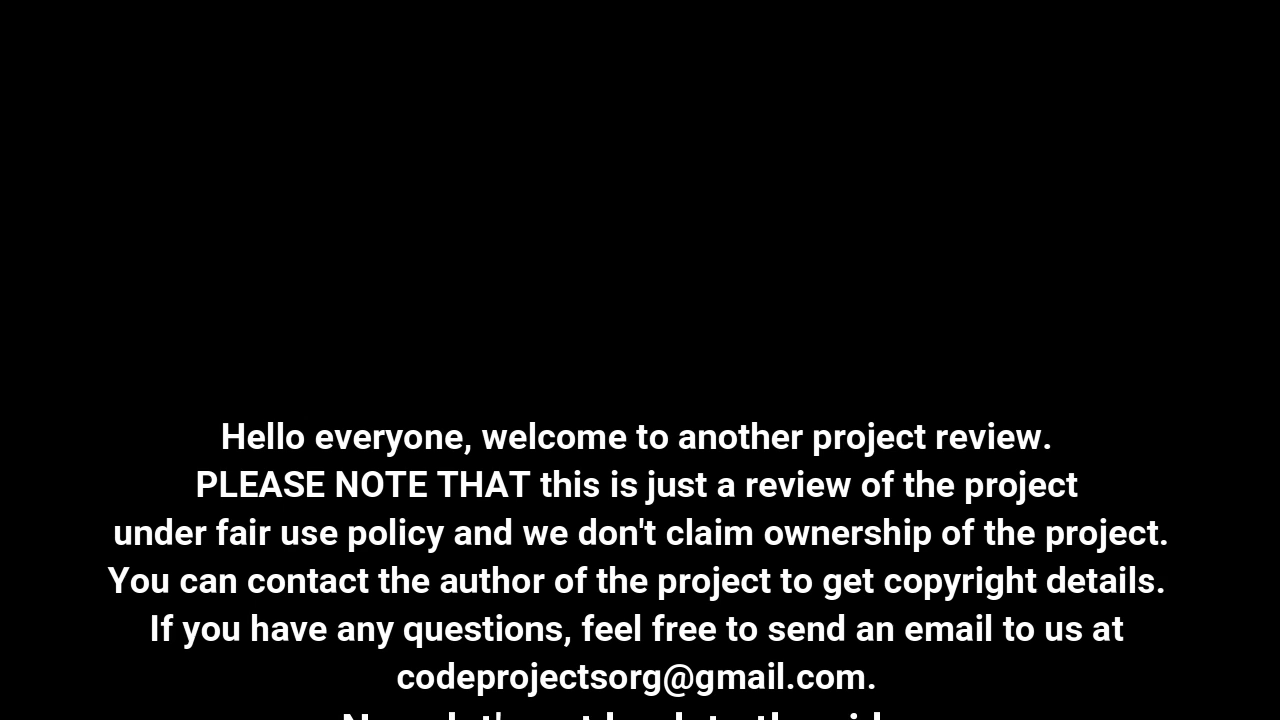 Hello everyone, welcome to another project review.
PLEASE NOTE THAT this is just a review of the project
under fair use policy and we don't claim ownership of the project.
You can contact the author of the project to get copyright details.
If you have any questions, feel free to send an email to us at
codeprojectsorg@gmail.com.